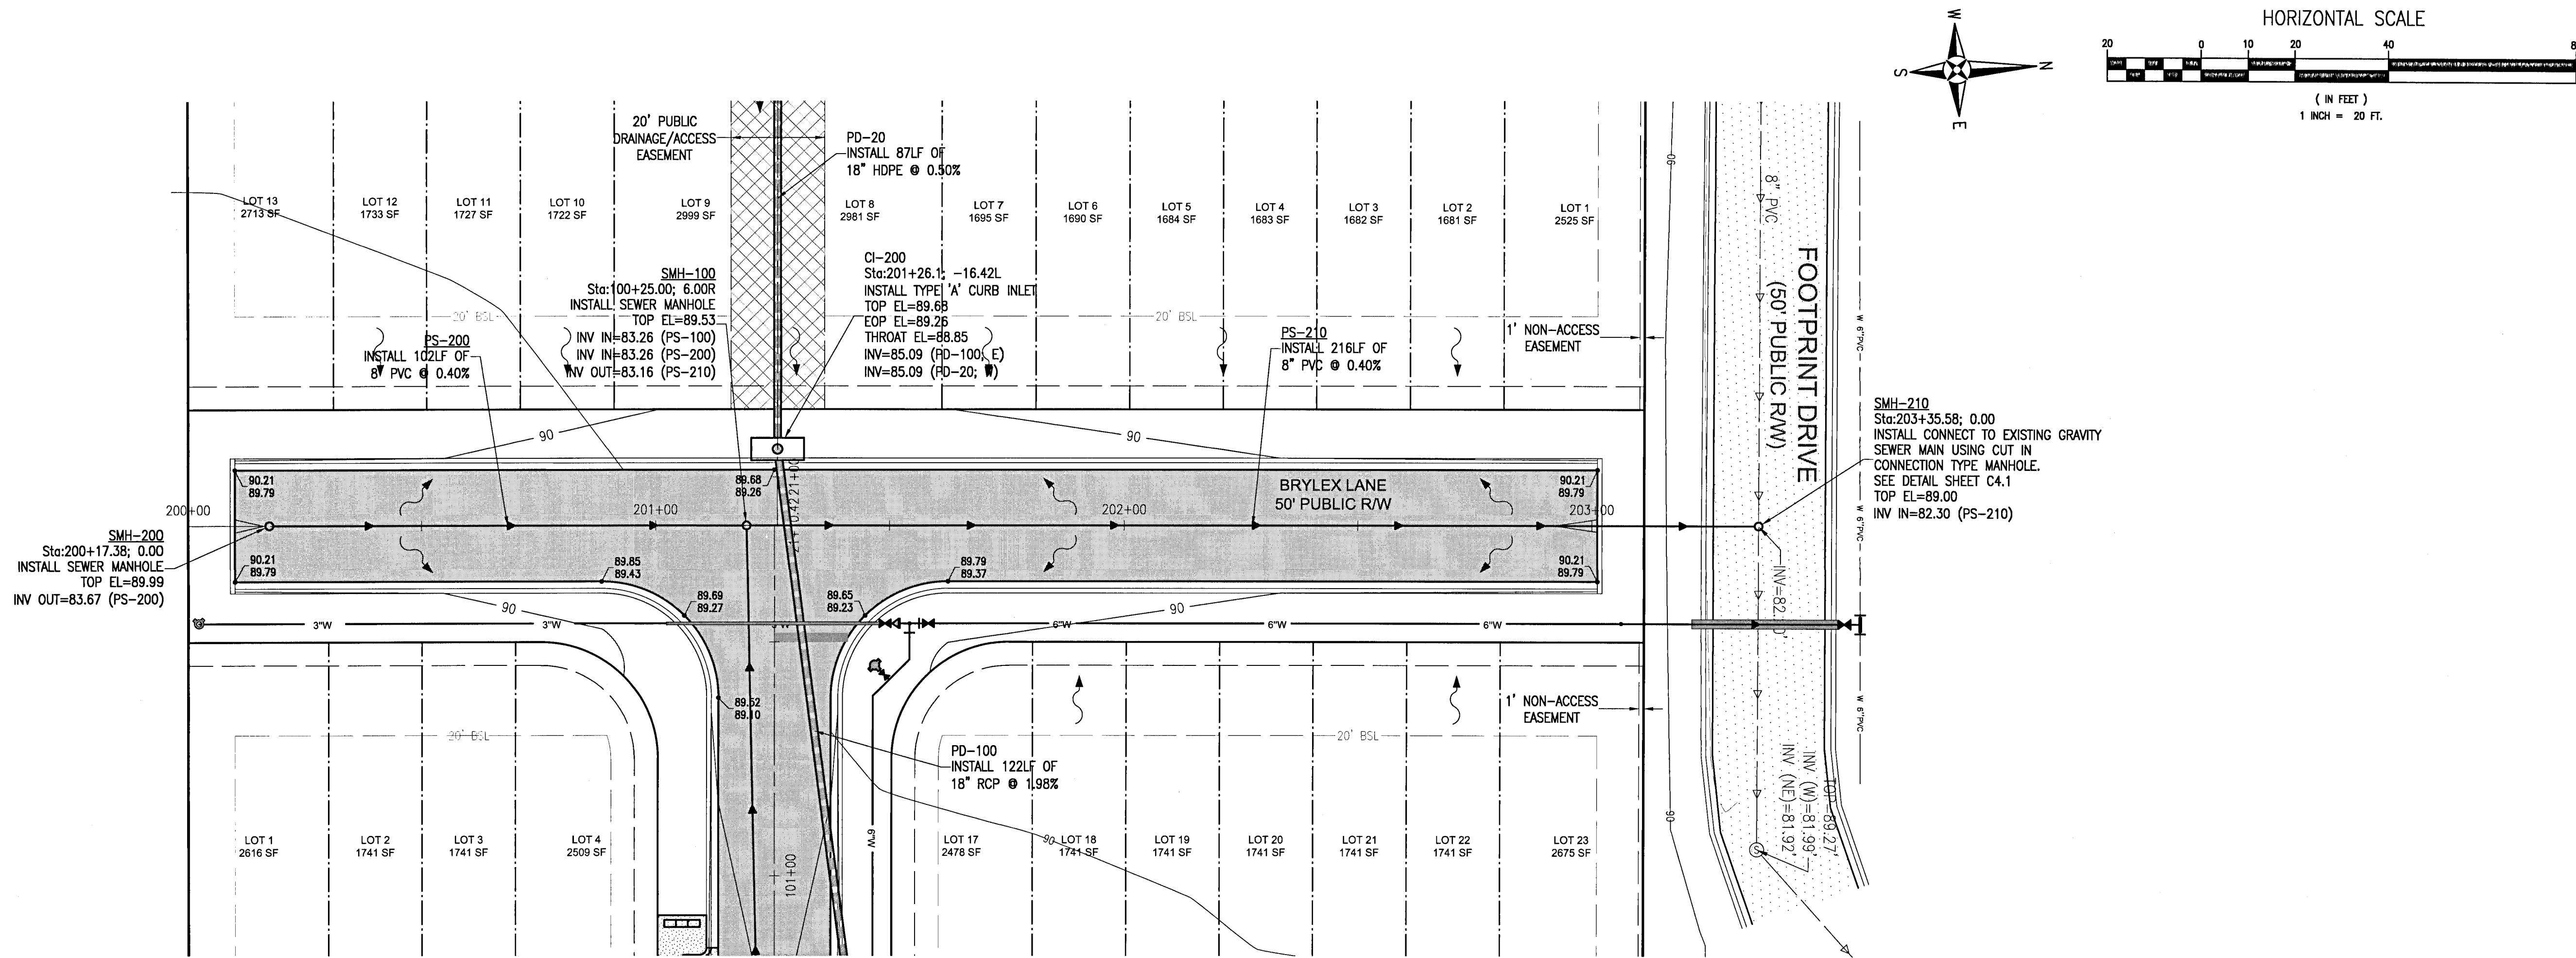 HORIZONTAL SCALE
20 0 10 20 40
( IN FEET )
1 INCH = 20 FT.
W
S
N
E
20' PUBLIC
DRAINAGE/ACCESS
EASEMENT
PD-20
INSTALL 87LF OF
18" HDPE @ 0.50%
LOT 13
2713 SF
LOT 12
1733 SF
LOT 11
1727 SF
LOT 10
1722 SF
LOT 9
2999 SF
LOT 8
2981 SF
LOT 7
1695 SF
LOT 6
1690 SF
LOT 5
1684 SF
LOT 4
1683 SF
LOT 3
1682 SF
LOT 2
1681 SF
LOT 1
2525 SF
90
8" PVC
FOOTPRINT DRIVE
(50' PUBLIC R/W)
W 6"PVC
SMH-100
Sta:100+25.00; 6.00R
INSTALL SEWER MANHOLE
TOP EL=89.53
INV IN=83.26 (PS-100)
INV IN=83.26 (PS-200)
INV OUT=83.16 (PS-210)
CI-200
Sta:201+26.1; -16.42L
INSTALL TYPE 'A' CURB INLET
TOP EL=89.68
EOP EL=89.26
THROAT EL=88.85
INV=85.09 (PD-100; E)
INV=85.09 (PD-20; W)
20' BSL
20' BSL
PS-200
INSTALL 102LF OF
8" PVC @ 0.40%
PS-210
INSTALL 216LF OF
8" PVC @ 0.40%
1' NON-ACCESS
EASEMENT
SMH-210
Sta:203+35.58; 0.00
INSTALL CONNECT TO EXISTING GRAVITY
SEWER MAIN USING CUT IN
CONNECTION TYPE MANHOLE.
SEE DETAIL SHEET C4.1
TOP EL=89.00
INV IN=82.30 (PS-210)
90
90
90.21
89.79
89.68
89.26
BRYLEX LANE
50' PUBLIC R/W
90.21
89.79
200+00
201+00
202+00
203+00
W 6"PVC
SMH-200
Sta:200+17.38; 0.00
INSTALL SEWER MANHOLE
TOP EL=89.99
INV OUT=83.67 (PS-200)
90.21
89.79
89.85
89.43
89.79
89.37
90.21
89.79
89.69
89.27
89.65
89.23
90
90
3"W
3"W
6"W
6"W
6"W
89.52
89.10
1' NON-ACCESS
EASEMENT
W 6"PVC
20' BSL
20' BSL
PD-100
INSTALL 122LF OF
18" RCP @ 1.98%
TOP=89.27'
INV (W)=81.99'
INV (NE)=81.92'
LOT 1
2616 SF
LOT 2
1741 SF
LOT 3
1741 SF
LOT 4
2509 SF
6"W
LOT 17
2478 SF
90
LOT 18
1741 SF
LOT 19
1741 SF
LOT 20
1741 SF
LOT 21
1741 SF
LOT 22
1741 SF
LOT 23
2675 SF
90
S
101+00